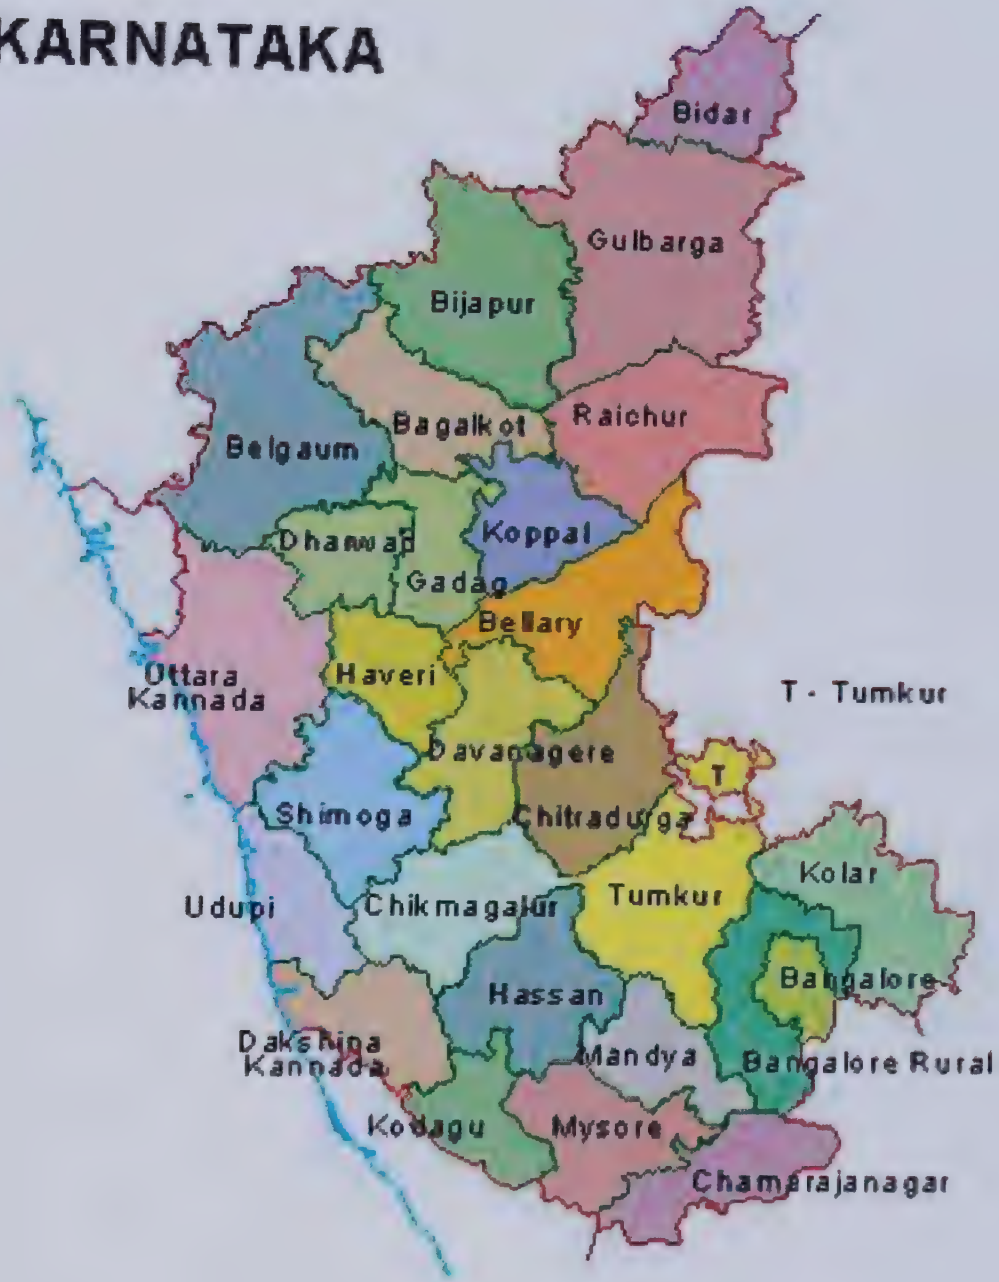 KARNATAKA
Bidar
Gulbarga
Bijapur
Raichur
Bagalkot
Belgaum
Koppal
Dharwad
Gadag
Bellary
Haveri
Uttara
Kannada
T - Tumkur
Davanagere
T
Shimoga
Chitradurga
Kolar
Tumkur
Udupi
Chikmagalur
Bangalore
Hassan
Dakshina
Kannada
Mandya
Bangalore Rural
Kodagu
Mysore
Chamarajanagar